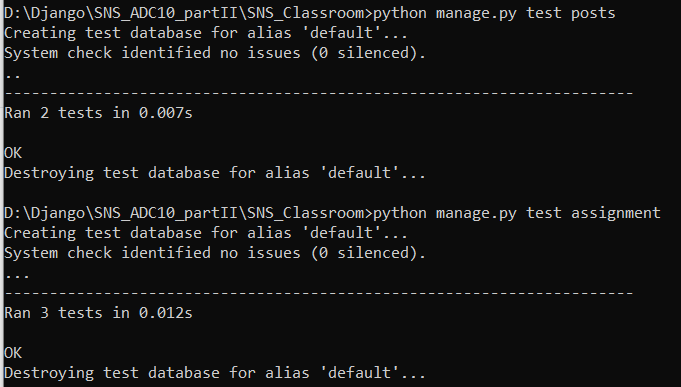 D:\Django\SNS_ADC10_partII\SNS_Classroom>python manage.py test posts
Creating test database for alias 'default'...
System check identified no issues (0 silenced).
..
----------------------------------------------------------------------
Ran 2 tests in 0.007s
OK
Destroying test database for alias 'default'...
D:\Django\SNS_ADC10_partII\SNS_Classroom>python manage.py test assignment
Creating test database for alias 'default'...
System check identified no issues (0 silenced).
...
----------------------------------------------------------------------
Ran 3 tests in 0.012s
OK
Destroying test database for alias 'default'...